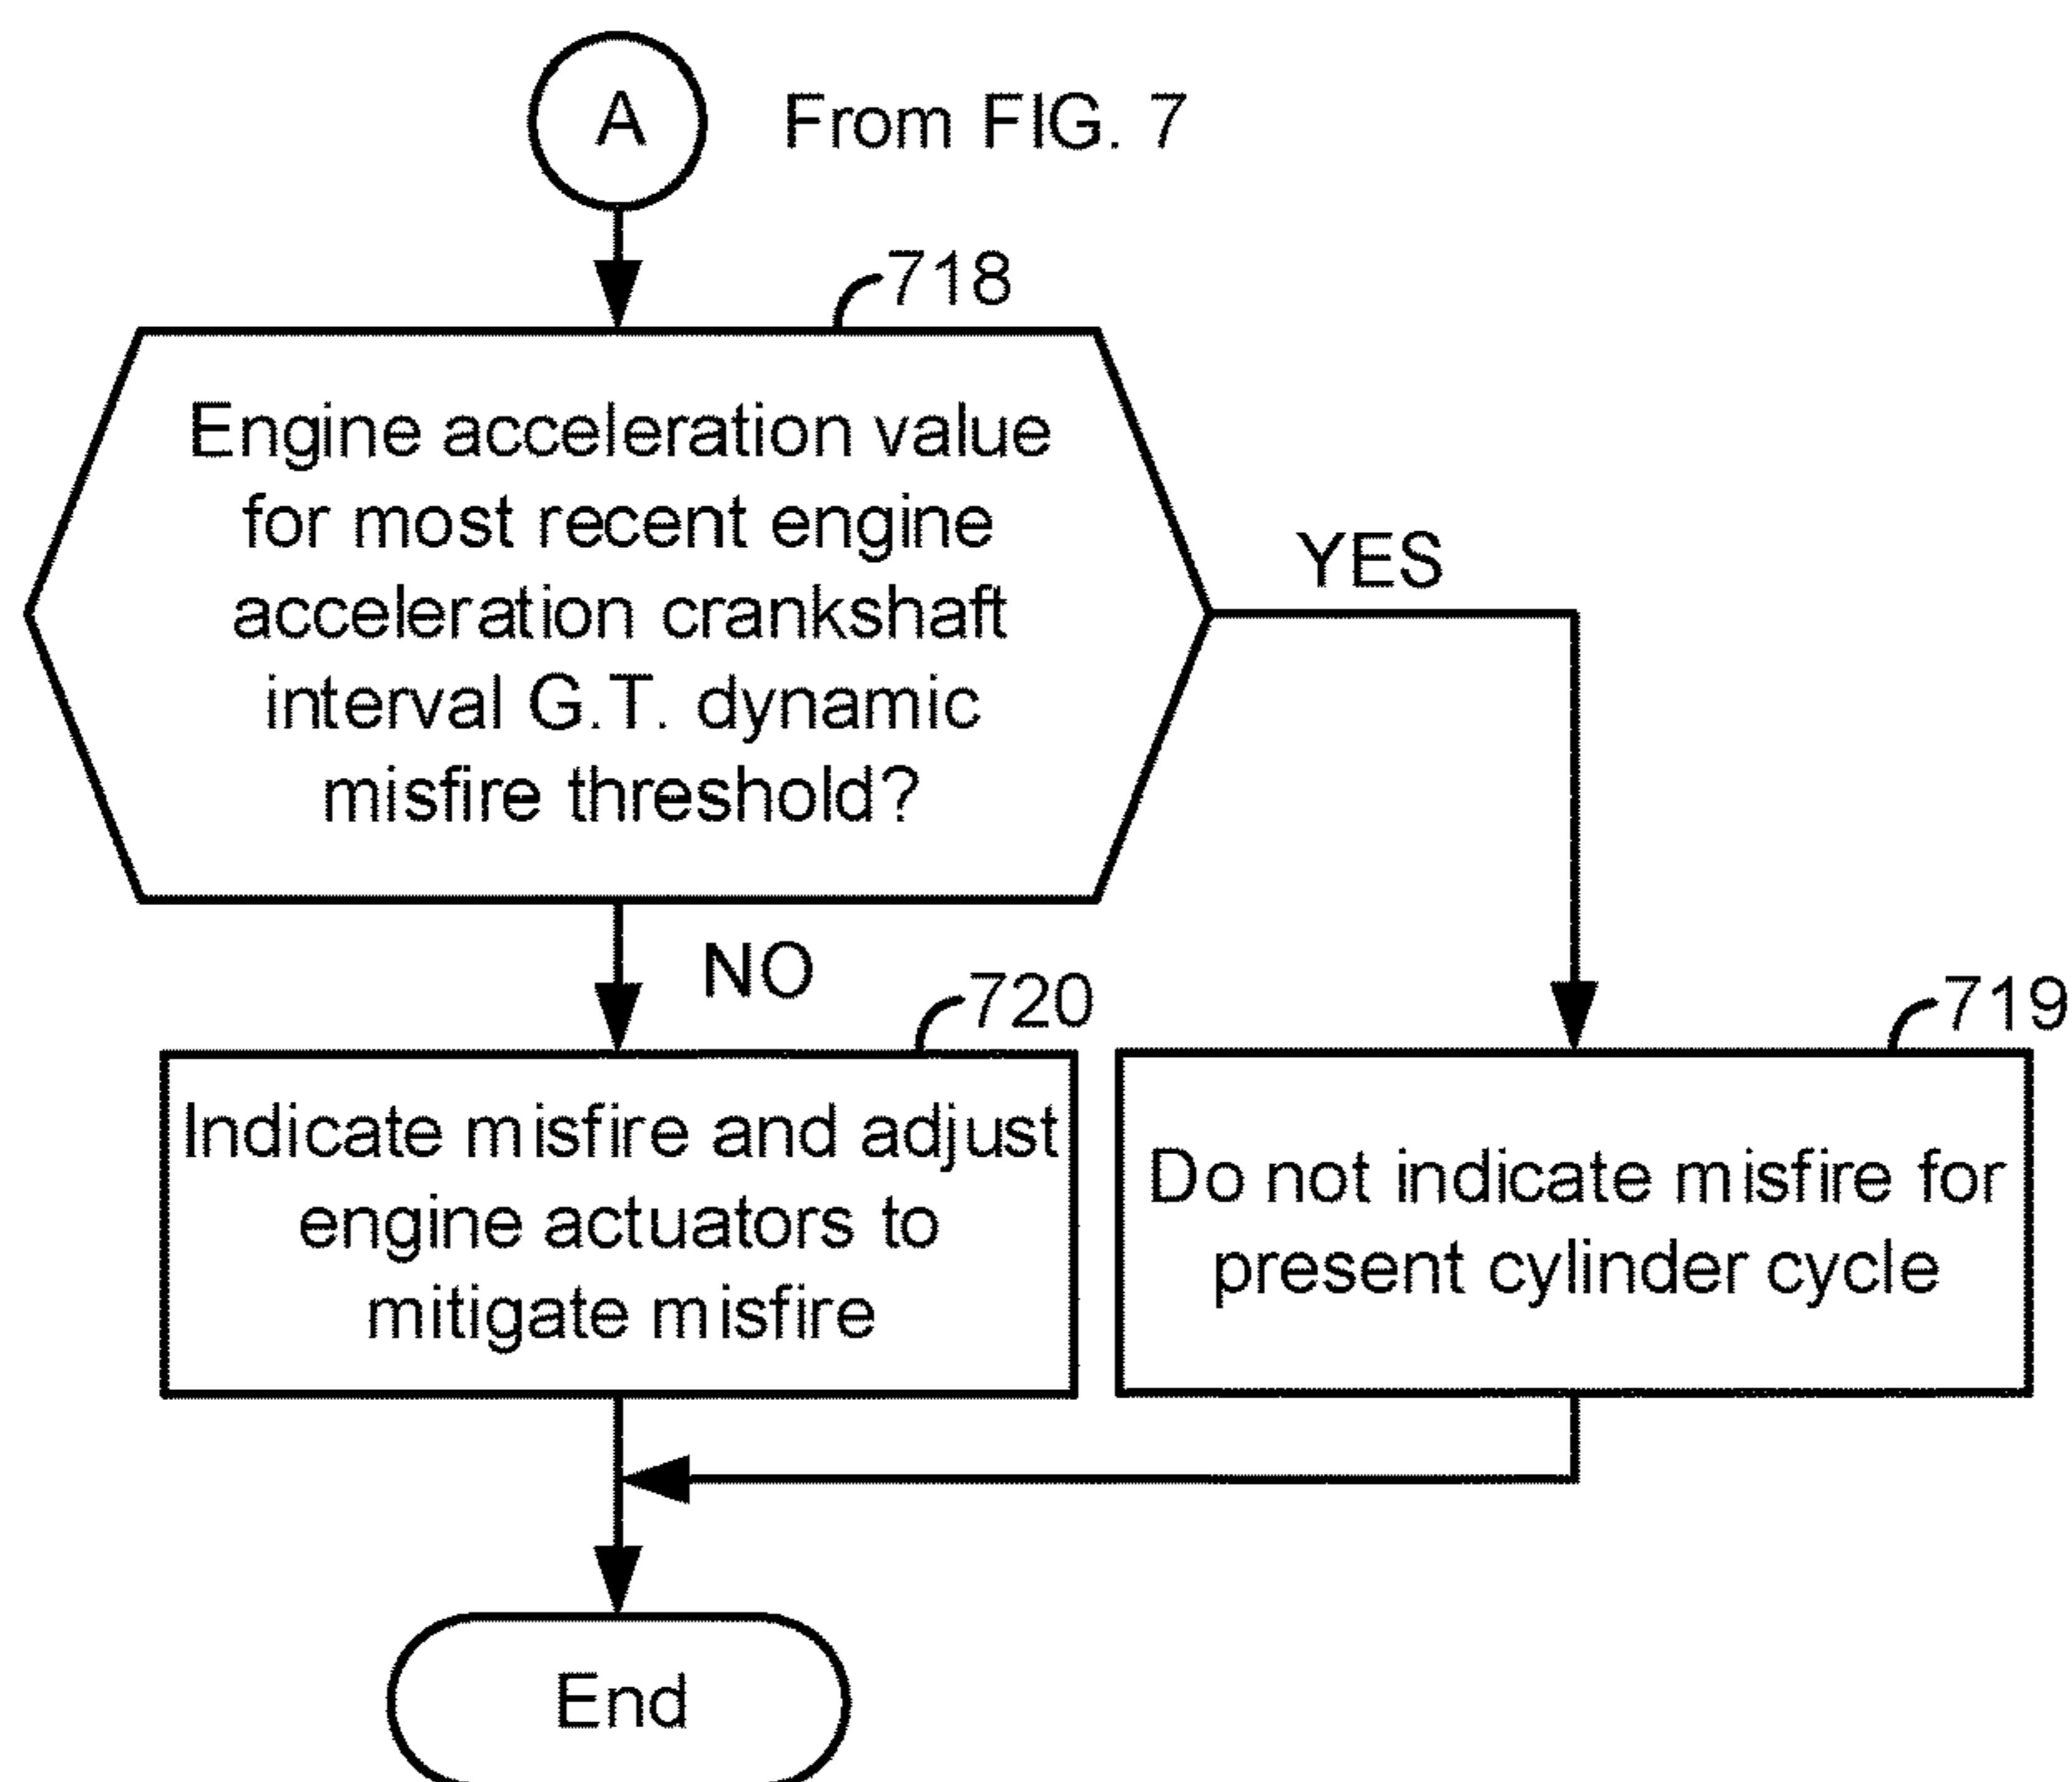 A
From FIG. 7
718
Engine acceleration value
for most recent engine
acceleration crankshaft
interval G.T. dynamic
misfire threshold?
YES
NO
720
719
Indicate misfire and adjust
engine actuators to
mitigate misfire
Do not indicate misfire for
present cylinder cycle
End